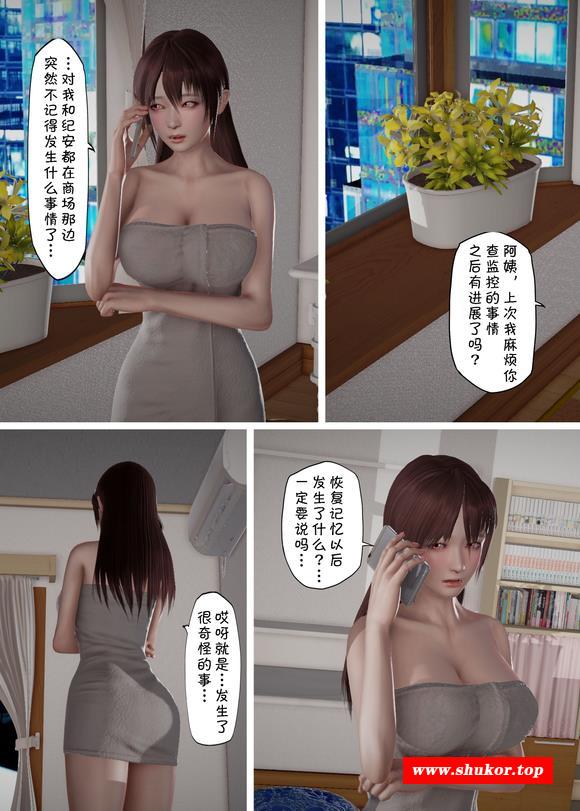 阿姨，上次我麻烦你
查监控的事情
之后有进展了吗？
…对我和纪安都在商场那边
突然不记得发生
什么事情了…
恢复记忆以后
发生了什么？…
一定要说吗…
哎呀就是…发生了
很奇怪的事…
www.shukor.top